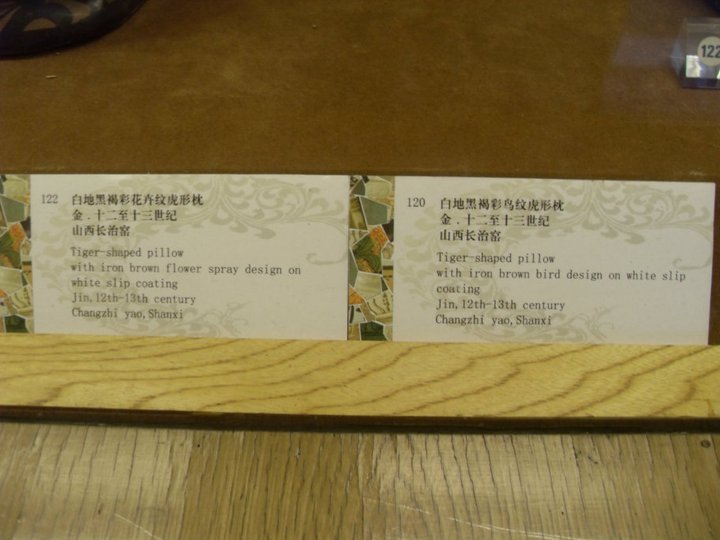 122
122 白地黑褐彩花卉纹虎形枕
金．十二至十三世纪
山西长治窑
Tiger-shaped pillow
with iron brown flower spray design on
white slip coating
Jin,12th-13th century
Changzhi yao,Shanxi
120 白地黑褐彩鸟纹虎形枕
金．十二至十三世纪
山西长治窑
Tiger-shaped pillow
with iron brown bird design on white slip
coating
Jin,12th-13th century
Changzhi yao,Shanxi